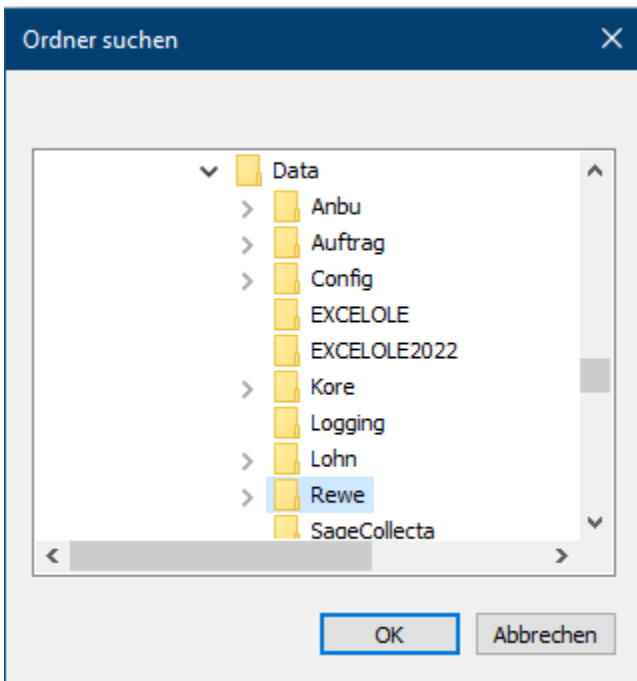 Ordner suchen
Data
Anbu
Auftrag
Config
EXCELOLE
EXCELOLE2022
Kore
Logging
Lohn
Rewe
SageCollecta
OK Abbrechen